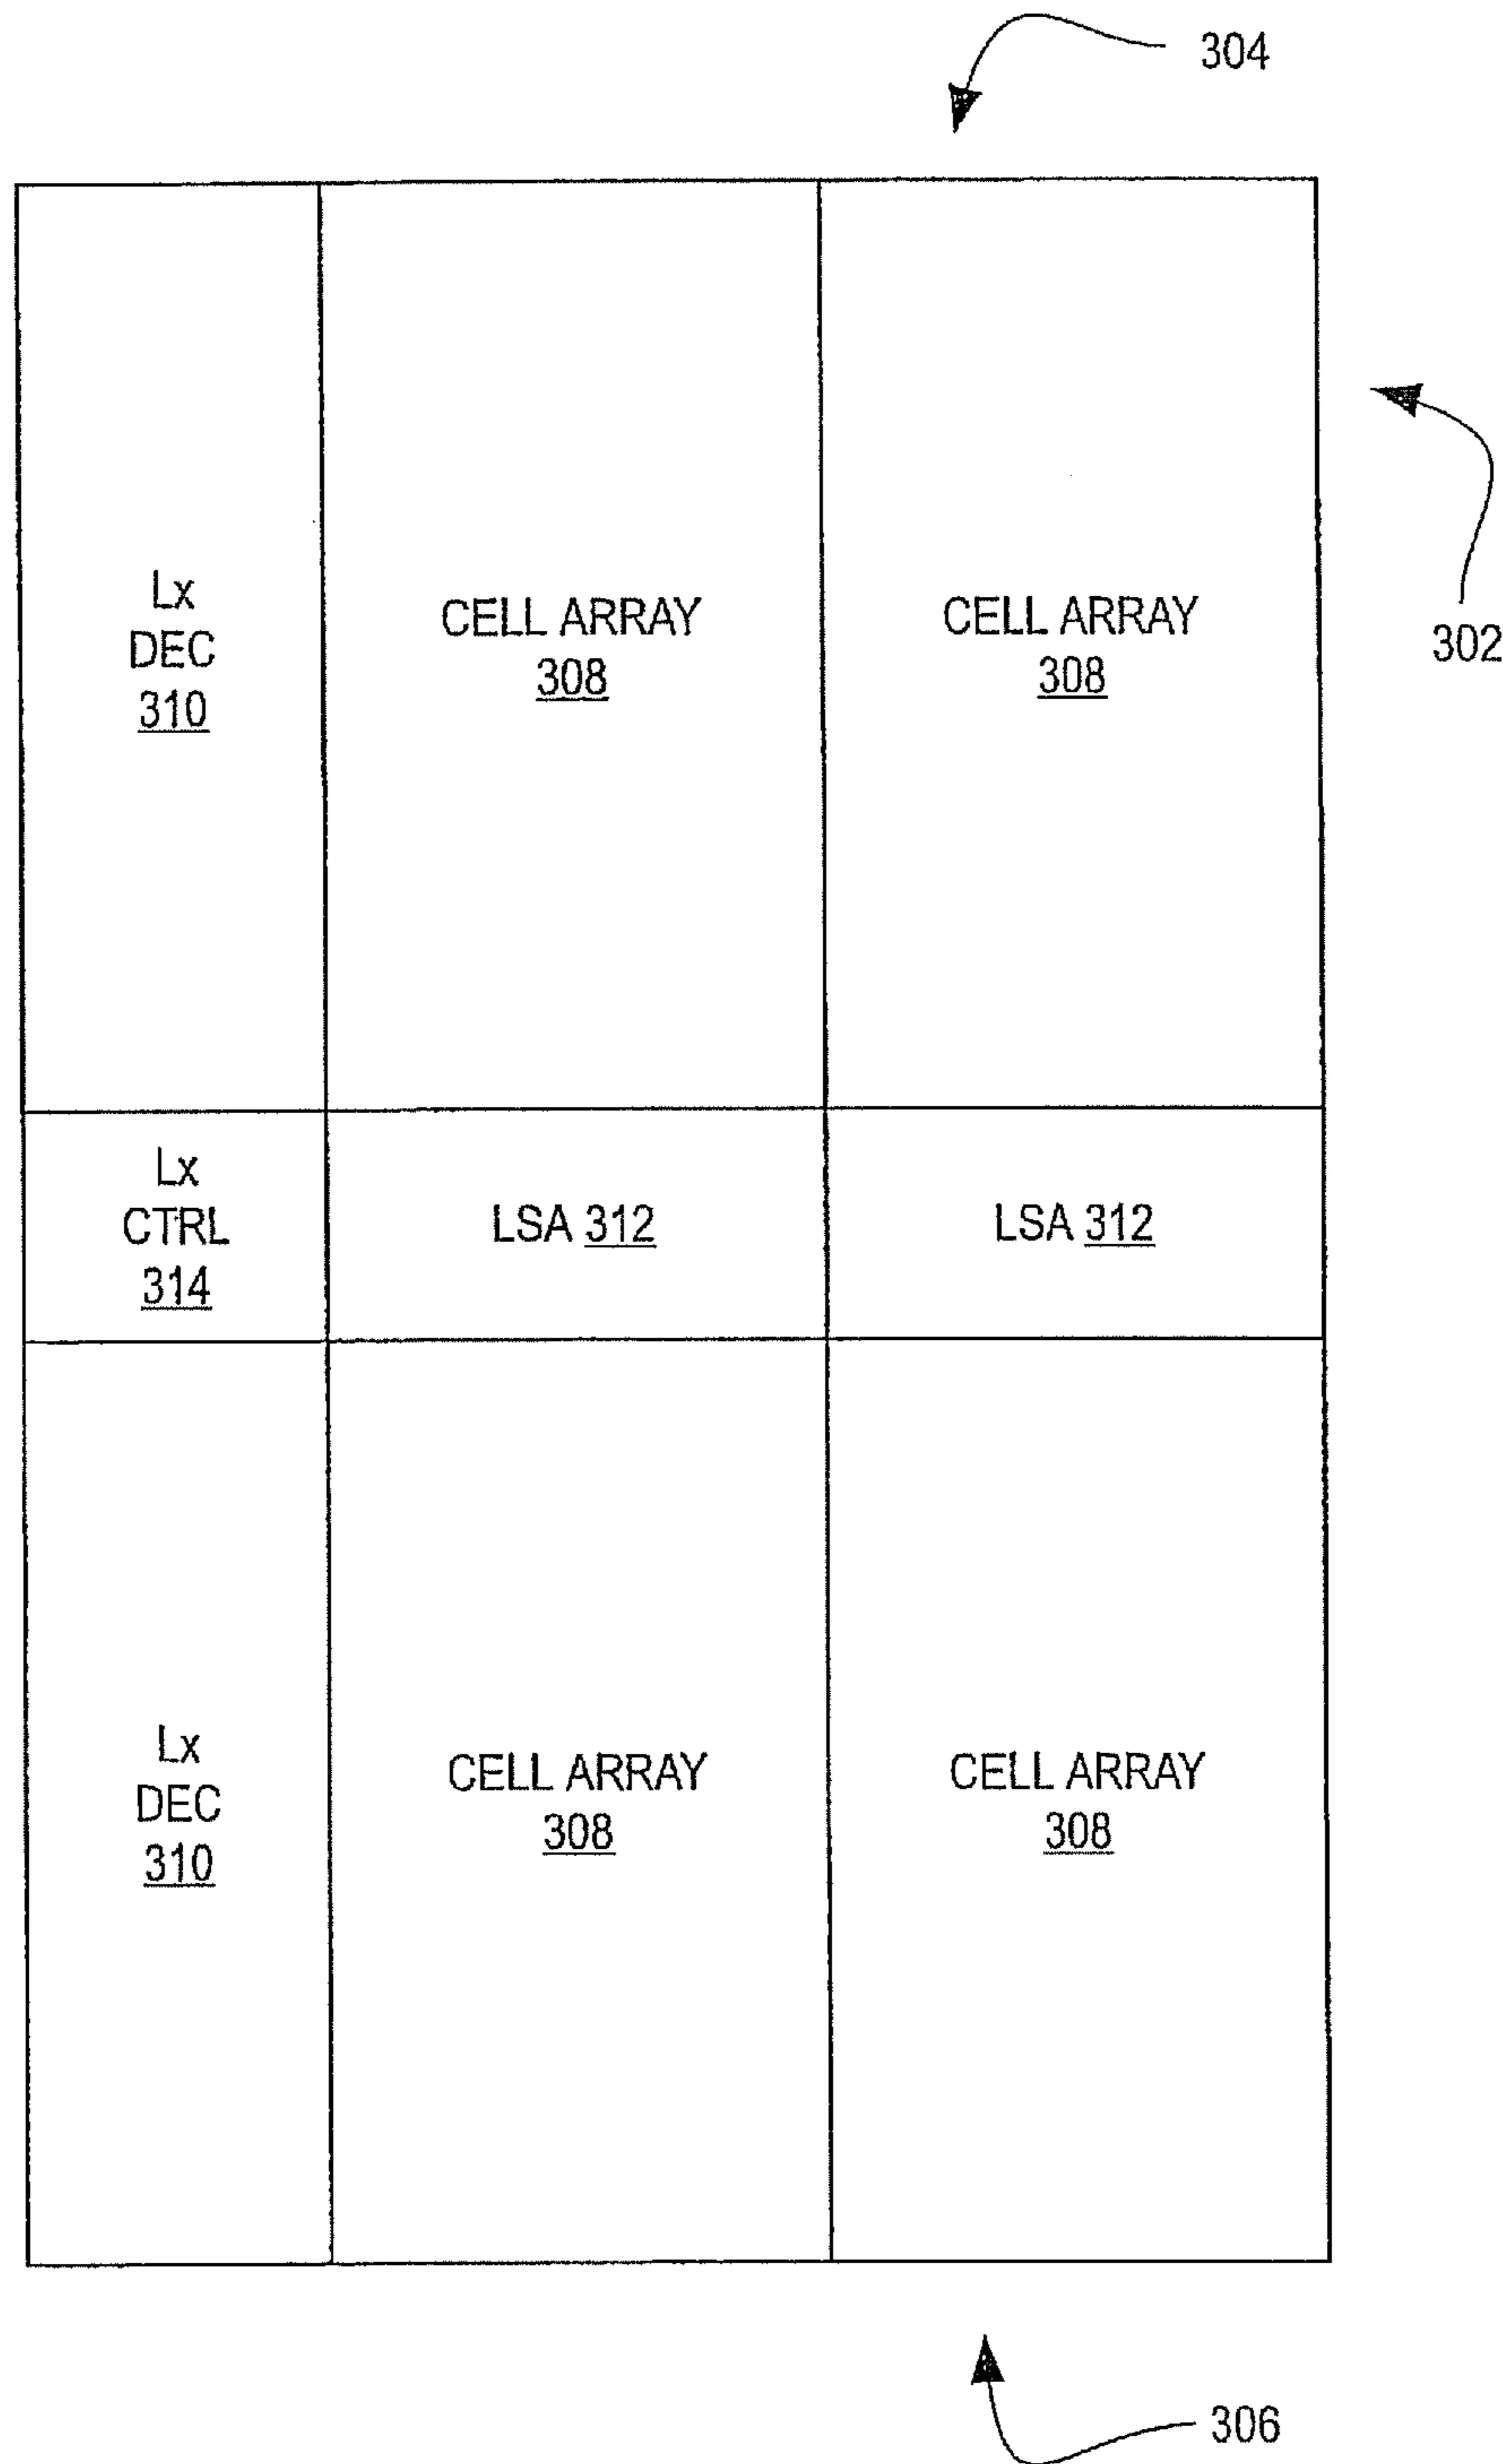 304
302
Lx
DEC
310
CELL ARRAY
308
CELL ARRAY
308
Lx
CTRL
314
LSA 312
LSA 312
Lx
DEC
310
CELL ARRAY
308
CELL ARRAY
308
306